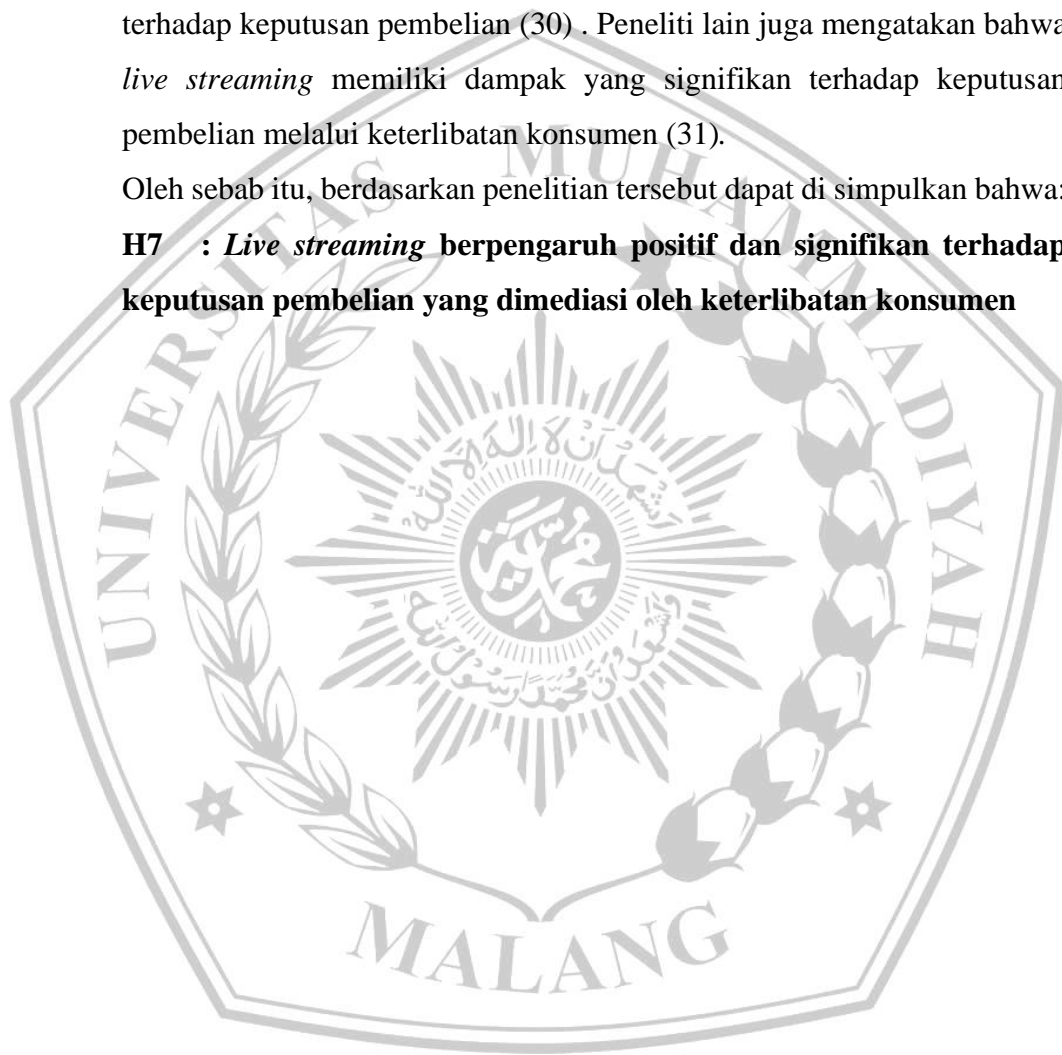 terhadap keputusan pembelian (30) . Peneliti lain juga mengatakan bahwa
live streaming memiliki dampak yang signifikan terhadap keputusan
pembelian melalui keterlibatan konsumen (31).
Oleh sebab itu, berdasarkan penelitian tersebut dapat di simpulkan bahwa:
H7 : Live streaming berpengaruh positif dan signifikan terhadap
keputusan pembelian yang dimediasi oleh keterlibatan konsumen
UNIVERSITAS MUHAMMADIYAH
MALANG